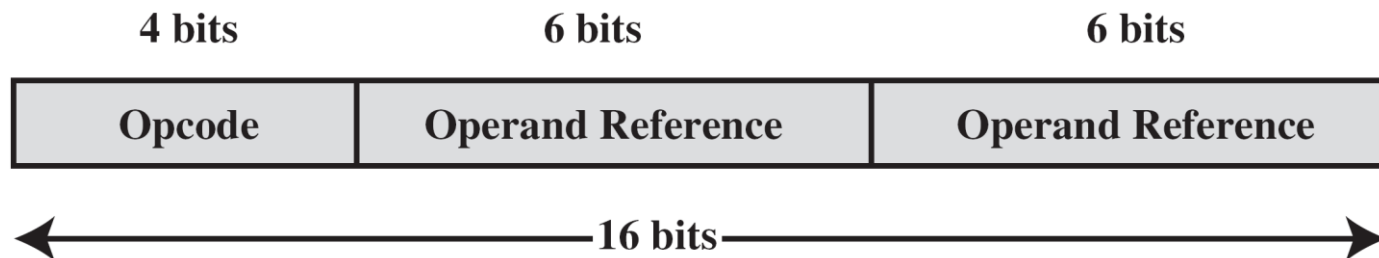 4 bits 6 bits 6 bits
Opcode Operand Reference Operand Reference
16 bits